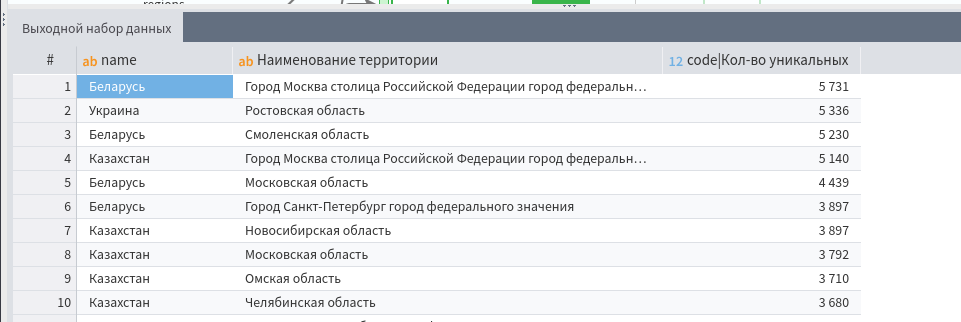 regions
Выходной набор данных
# ab name ab Наименование территории 12 code|Кол-во уникальных
1 Беларусь Город Москва столица Российской Федерации город федеральн… 5 731
2 Украина Ростовская область 5 336
3 Беларусь Смоленская область 5 230
4 Казахстан Город Москва столица Российской Федерации город федеральн… 5 140
5 Беларусь Московская область 4 439
6 Беларусь Город Санкт-Петербург город федерального значения 3 897
7 Казахстан Новосибирская область 3 897
8 Казахстан Московская область 3 792
9 Казахстан Омская область 3 710
10 Казахстан Челябинская область 3 680